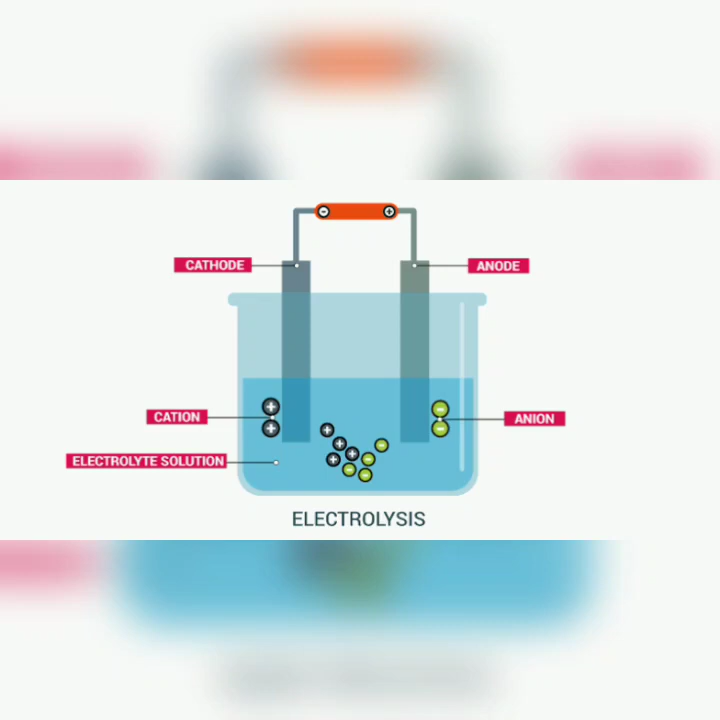 CATHODE
ANODE
CATION
ANION
ELECTROLYTE SOLUTION
ELECTROLYSIS